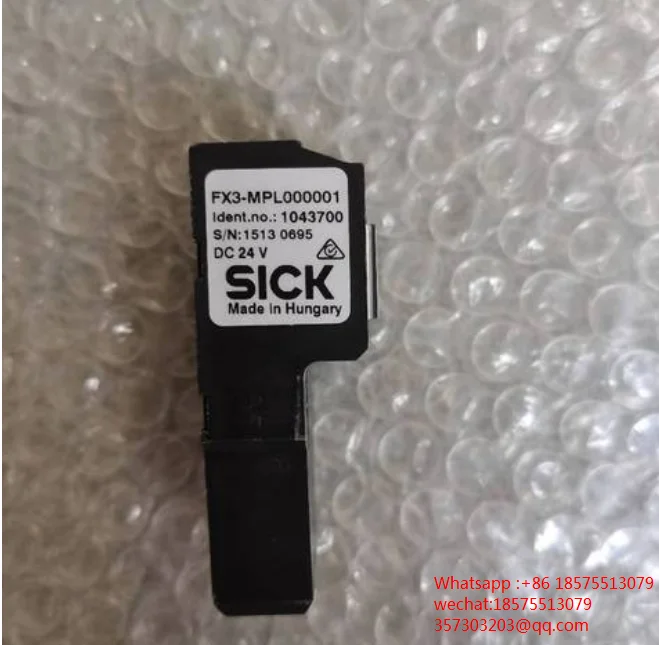 FX3-MPL000001
Ident.no.: 1043700
S/N: 1513 0695
DC 24 V
SICK
Made in Hungary
Whatsapp :+86 18575513079
wechat:18575513079
357303203@qq.com